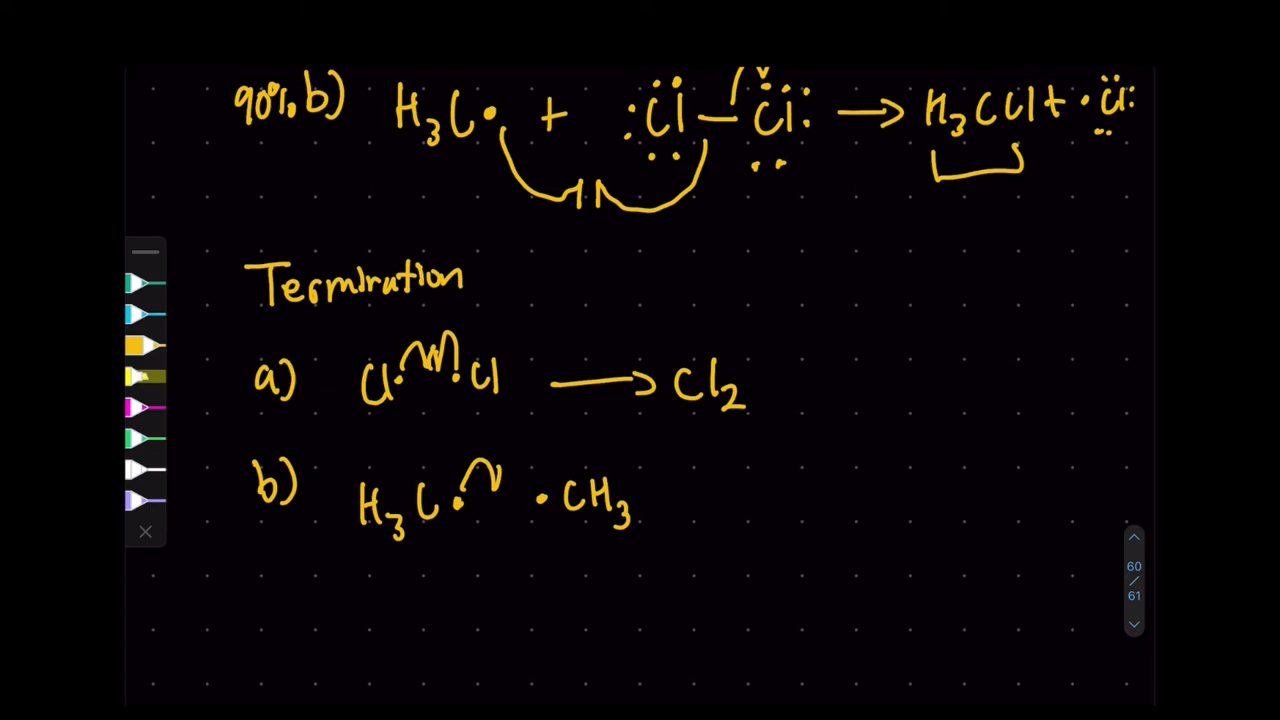 90% b) H₃C• + :Cl—Cl: → H₃CCl + •Cl:
Termination
a) Cl• •Cl → Cl₂
b) H₃C• •CH₃
60
/
61